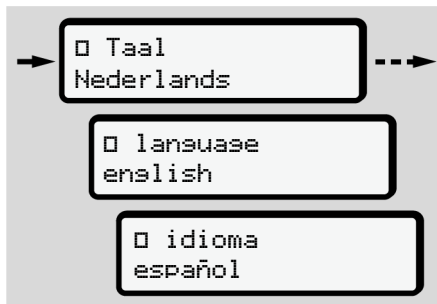 □ Taal
Nederlands
□ language
english
□ idioma
español